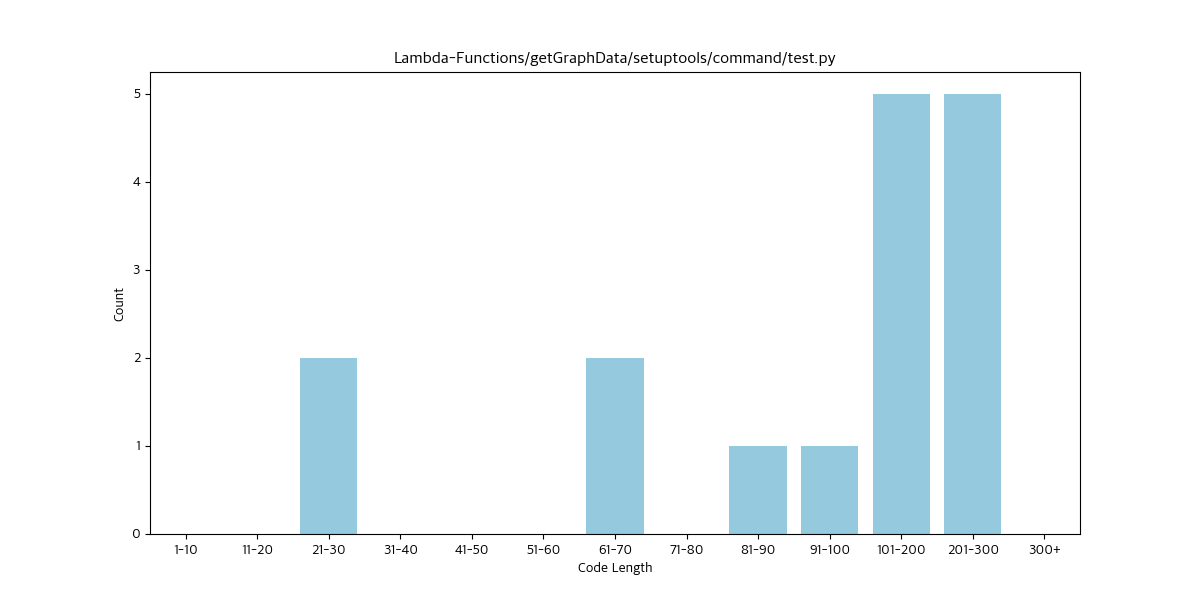 Lambda-Functions/getGraphData/setuptools/command/test.py
5
4
3
2
1
0
Count
1-10 11-20 21-30 31-40 41-50 51-60 61-70 71-80 81-90 91-100 101-200 201-300 300+
Code Length